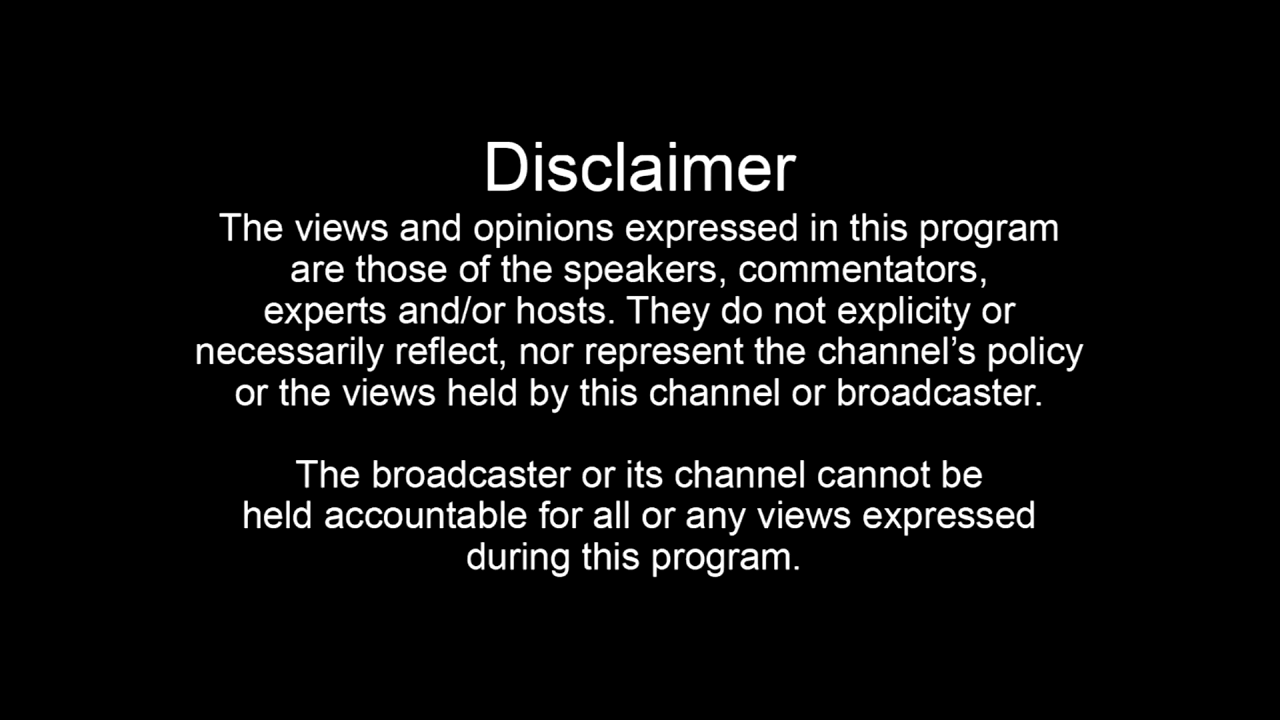 Disclaimer
The views and opinions expressed in this program
are those of the speakers, commentators,
experts and/or hosts. They do not explicity or
necessarily reflect, nor represent the channel’s policy
or the views held by this channel or broadcaster.
The broadcaster or its channel cannot be
held accountable for all or any views expressed
during this program.